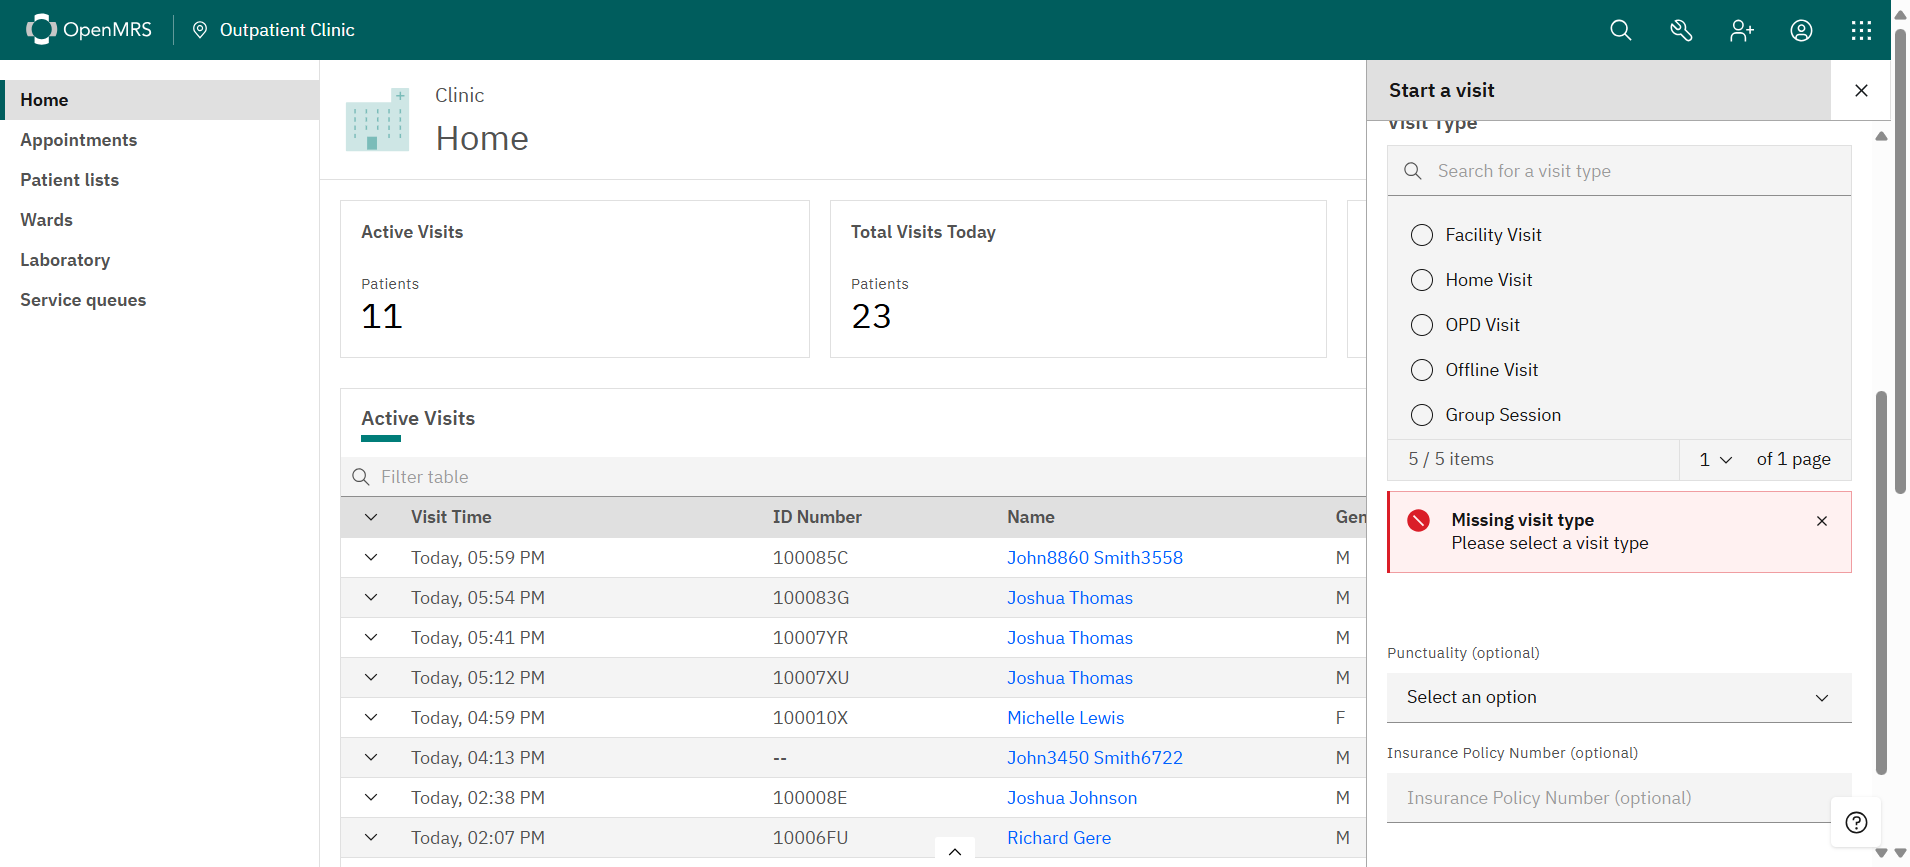 OpenMRS
Outpatient Clinic
Home
Appointments
Patient lists
Wards
Laboratory
Service queues
Clinic
Home
Active Visits
Patients
11
Total Visits Today
Patients
23
Active Visits
Filter table
Visit Time ID Number Name Gen
Today, 05:59 PM 100085C John8860 Smith3558 M
Today, 05:54 PM 100083G Joshua Thomas M
Today, 05:41 PM 10007YR Joshua Thomas M
Today, 05:12 PM 10007XU Joshua Thomas M
Today, 04:59 PM 100010X Michelle Lewis F
Today, 04:13 PM -- John3450 Smith6722 M
Today, 02:38 PM 100008E Joshua Johnson M
Today, 02:07 PM 10006FU Richard Gere M
Start a visit
Visit Type
Search for a visit type
Facility Visit
Home Visit
OPD Visit
Offline Visit
Group Session
5 / 5 items 1 of 1 page
Missing visit type
Please select a visit type
Punctuality (optional)
Select an option
Insurance Policy Number (optional)
Insurance Policy Number (optional)